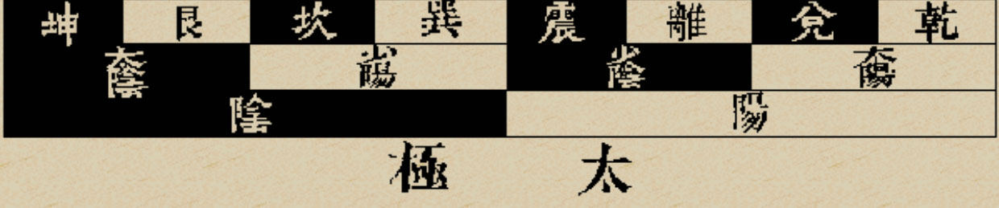 乾 兌 離 震 巽 坎 艮 坤
太陽 少陰 少陽 太陰
陽 陰
太極